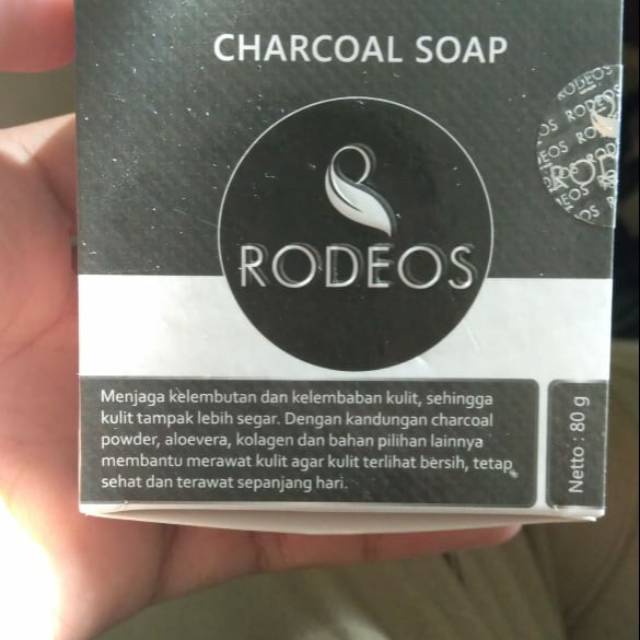 CHARCOAL SOAP
RODEOS
Menjaga kelembutan dan kelembaban kulit, sehingga
kulit tampak lebih segar. Dengan kandungan charcoal
powder, aloevera, kolagen dan bahan pilihan lainnya
membantu merawat kulit agar kulit terlihat bersih, tetap
sehat dan terawat sepanjang hari.
Netto : 80 g
RODEOS